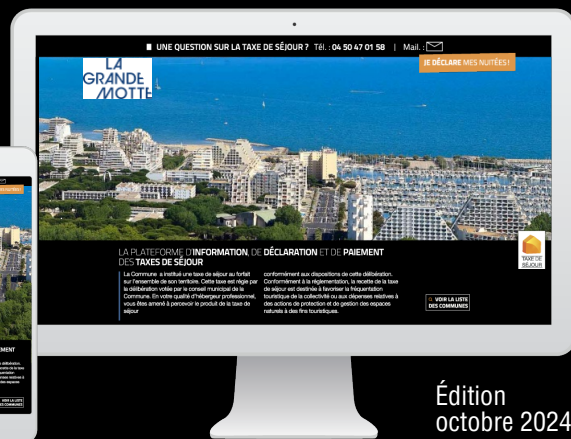 UNE QUESTION SUR LA TAXE DE SÉJOUR ? Tél. : 04 50 47 01 58 | Mail. :
JE DÉCLARE MES NUITÉES !
LA
GRANDE
MOTTE
LA PLATEFORME D'INFORMATION, DE DÉCLARATION ET DE PAIEMENT
DES TAXES DE SÉJOUR
La Commune a institué une taxe de séjour au forfait
sur l'ensemble de son territoire. Cette taxe est régie par
la délibération votée par le conseil municipal de la
Commune. En votre qualité d'hébergeur professionnel,
vous êtes amené à percevoir le produit de la taxe de
séjour
conformément aux dispositions de cette délibération.
Conformément à la réglementation, la recette de la taxe
de séjour est destinée à favoriser la fréquentation
touristique de la collectivité ou aux dépenses relatives à
des actions de protection et de gestion des espaces
naturels à des fins touristiques.
TAXE DE
SÉJOUR
VOIR LA LISTE
DES COMMUNES
VOIR LA LISTE
DES COMMUNES
Édition
octobre 2024